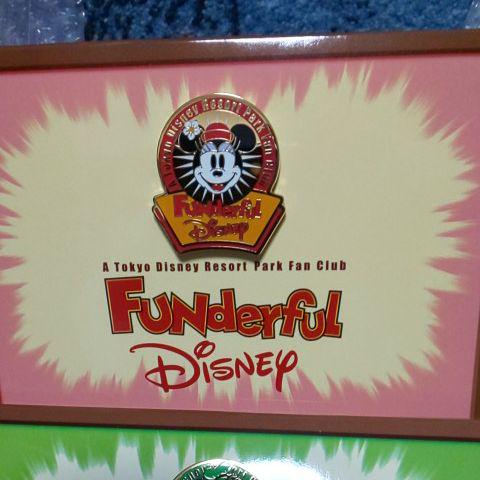 A Tokyo Disney Resort Park Fan Club
Funderful
Disney
A Tokyo Disney Resort Park Fan Club
FUNderful
Disney